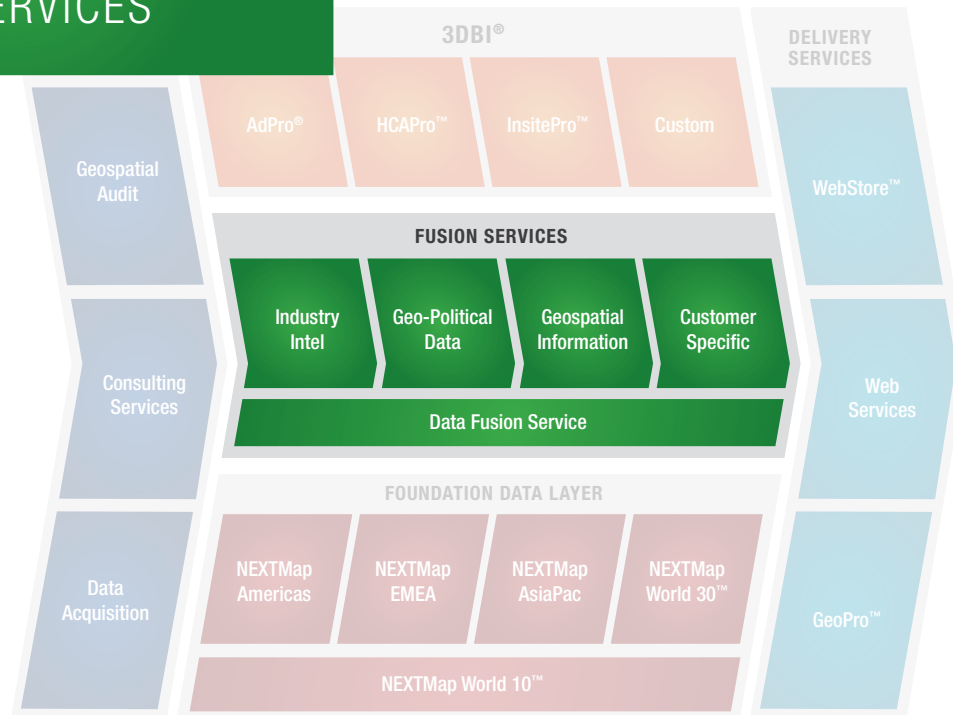 3DBI®
DELIVERY
SERVICES
AdPro®
HCAPro™
InsitePro™
Custom
Geospatial
Audit
WebStore™
FUSION SERVICES
Industry
Intel
Geo-Political
Data
Geospatial
Information
Customer
Specific
Consulting
Services
Web
Services
Data Fusion Service
FOUNDATION DATA LAYER
NEXTMap
Americas
NEXTMap
EMEA
NEXTMap
AsiaPac
NEXTMap
World 30™
Data
Acquisition
GeoPro™
NEXTMap World 10™